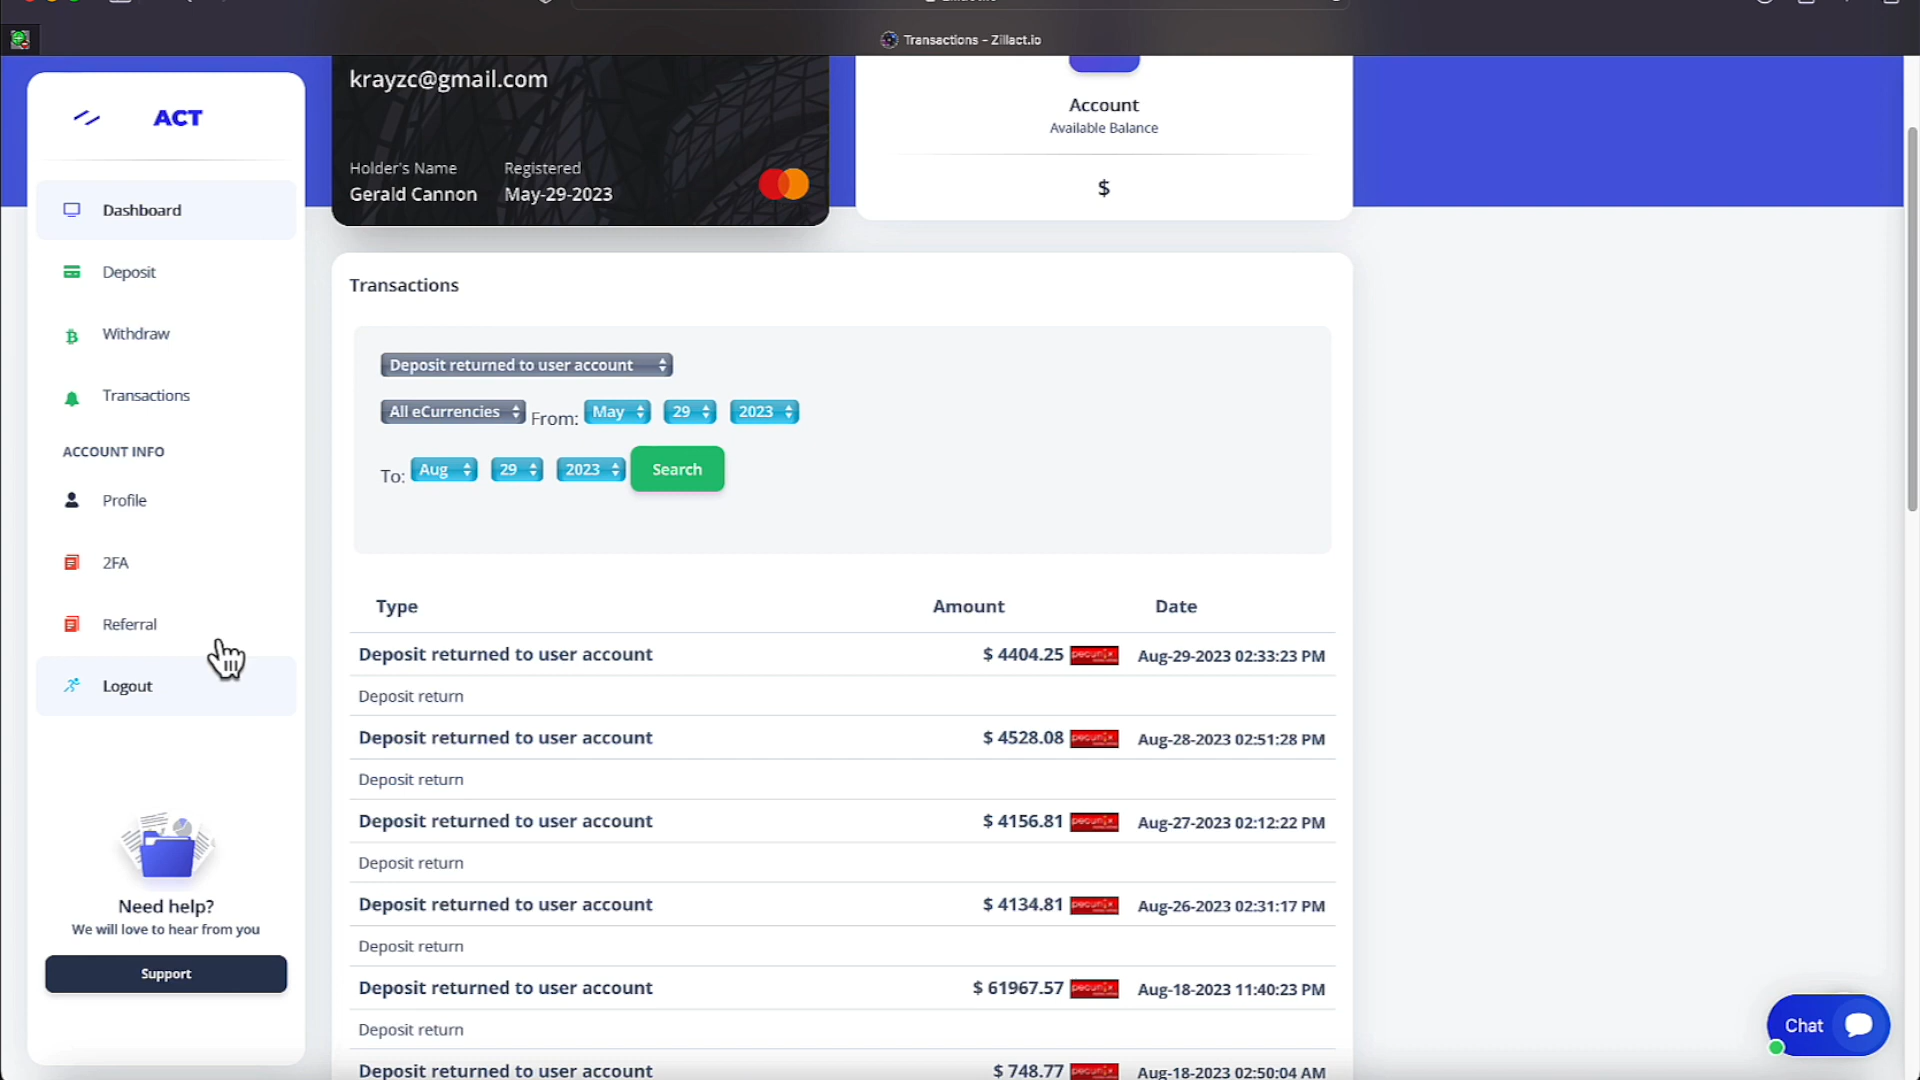 Transactions – Zillact.io
ACT
Dashboard
Deposit
Withdraw
Transactions
ACCOUNT INFO
Profile
2FA
Referral
Logout
Need help?
We will love to hear from you
Support
krayzc@gmail.com
Holder's Name Registered
Gerald Cannon May-29-2023
Account
Available Balance
$
Transactions
Deposit returned to user account
All eCurrencies From: May 29 2023
To: Aug 29 2023 Search
Type Amount Date
Deposit returned to user account $ 4404.25 pecunix Aug-29-2023 02:33:23 PM
Deposit return
Deposit returned to user account $ 4528.08 pecunix Aug-28-2023 02:51:28 PM
Deposit return
Deposit returned to user account $ 4156.81 pecunix Aug-27-2023 02:12:22 PM
Deposit return
Deposit returned to user account $ 4134.81 pecunix Aug-26-2023 02:31:17 PM
Deposit return
Deposit returned to user account $ 61967.57 pecunix Aug-18-2023 11:40:23 PM
Deposit return
Deposit returned to user account $ 748.77 pecunix Aug-18-2023 02:50:04 AM
Chat